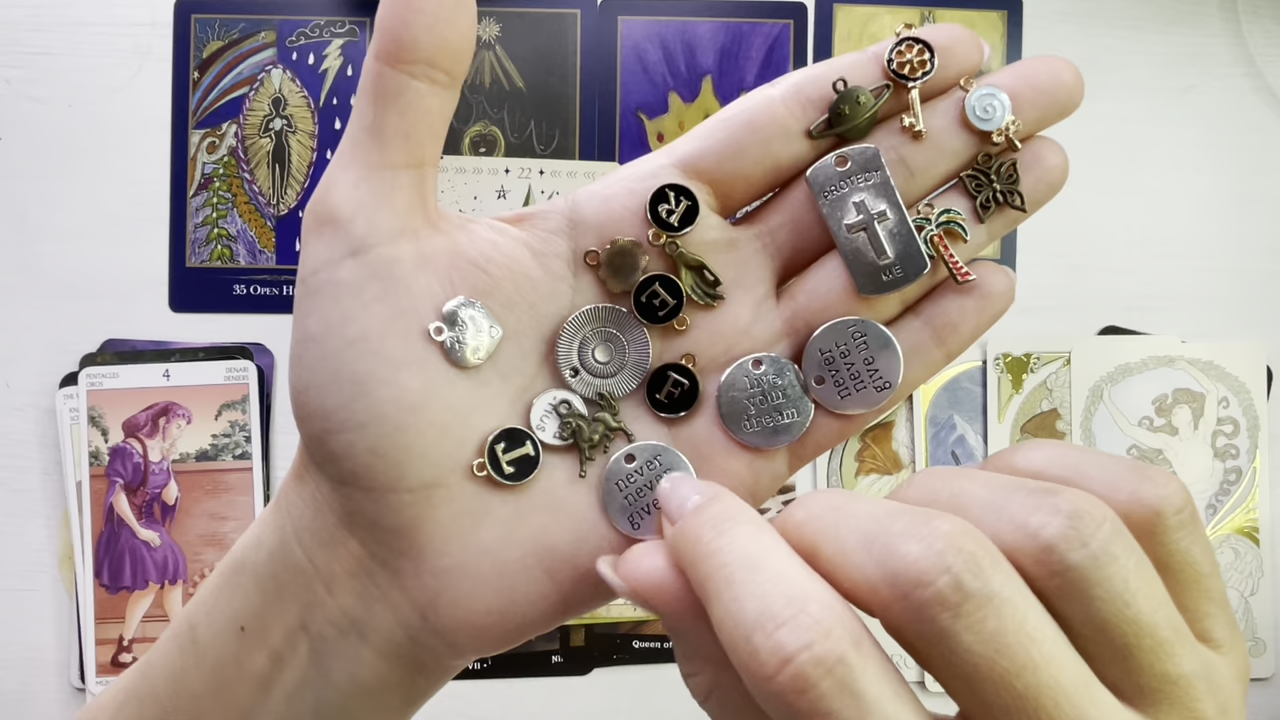 35 OPEN H
22
PENTACLES
OROS
4
DENARI
DENIERS
R
E
F
I
PROTECT
ME
live
your
dream
never
never
give up!
never
never
give
Queen of
VII